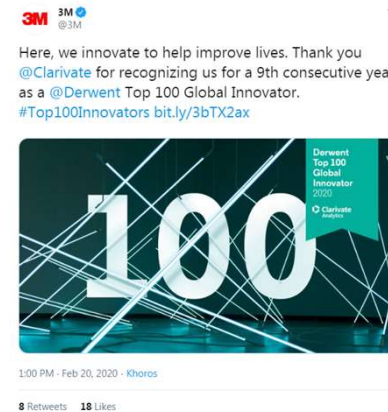 3M
3M
@3M
Here, we innovate to help improve lives. Thank you
@Clarivate for recognizing us for a 9th consecutive yea
as a @Derwent Top 100 Global Innovator.
#Top100Innovators bit.ly/3bTX2ax
Derwent
Top 100
Global
Innovator
2020
Clarivate
Analytics
100
1:00 PM · Feb 20, 2020 · Khoros
8 Retweets 18 Likes